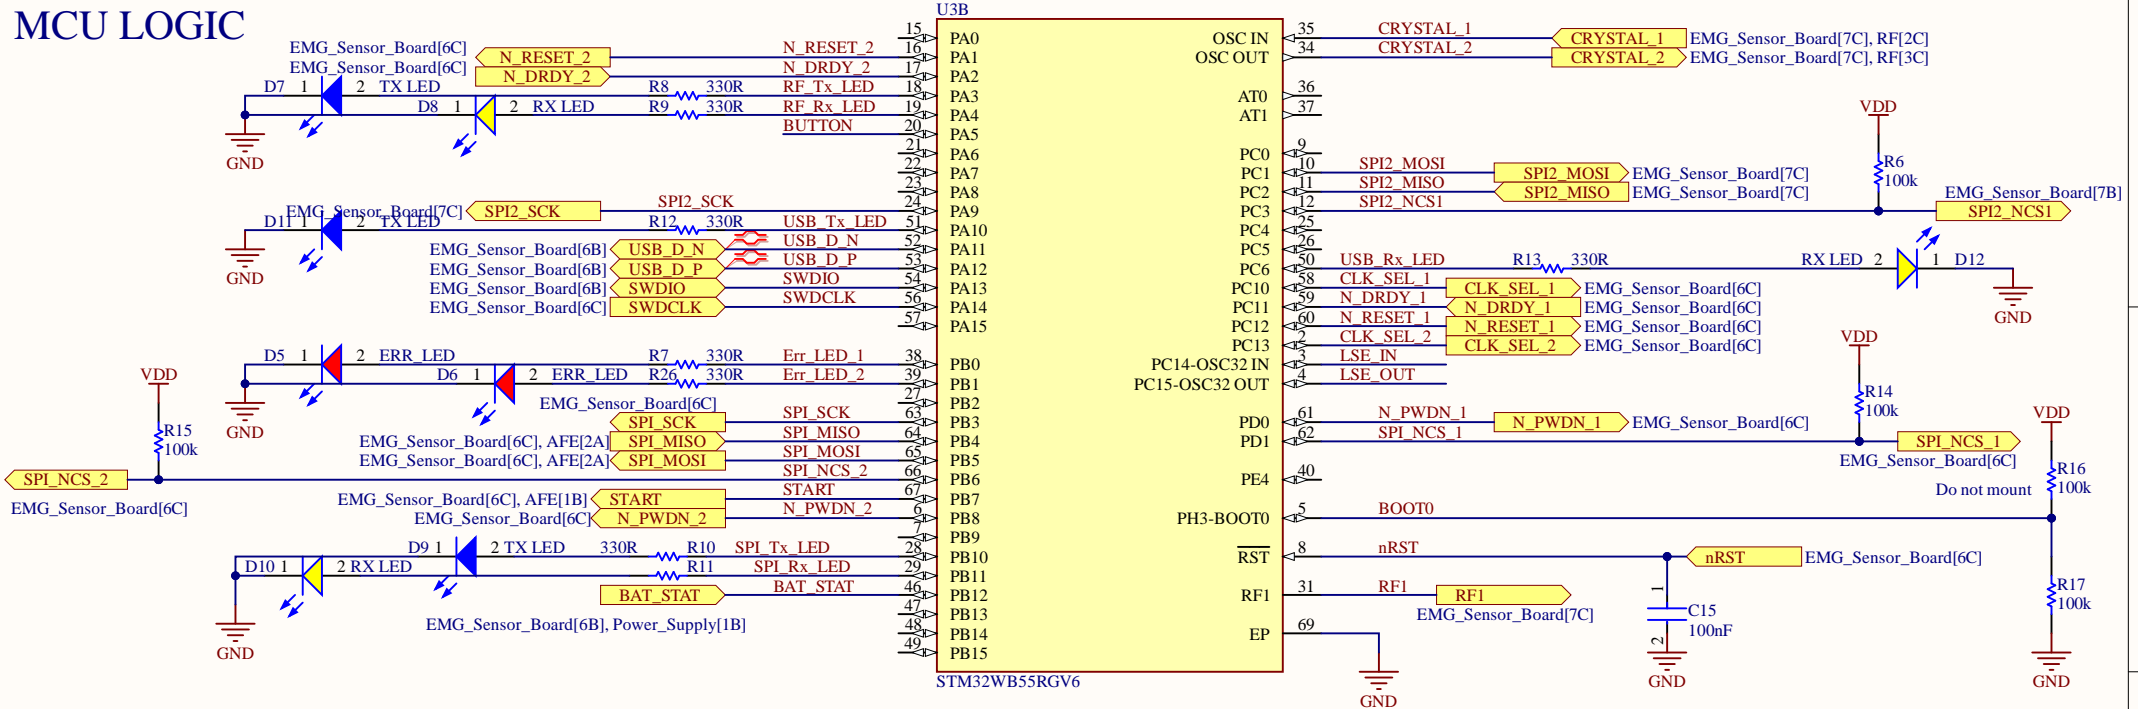 MCU LOGIC
U3B
15 PA0 OSC IN 35 CRYSTAL_1 CRYSTAL_1 EMG_Sensor_Board[7C], RF[2C]
EMG_Sensor_Board[6C] N_RESET_2 N_RESET_2 16 PA1 OSC OUT 34 CRYSTAL_2 CRYSTAL_2 EMG_Sensor_Board[7C], RF[3C]
EMG_Sensor_Board[6C] N_DRDY_2 N_DRDY_2 17 PA2
D7 1 2 TX LED R8 330R RF_Tx_LED 18 PA3 AT0 36
D8 1 2 RX LED R9 330R RF_Rx_LED 19 PA4 AT1 37
VDD
BUTTON 20 PA5
GND
21 PA6 PC0 9
22 PA7 PC1 10 SPI2_MOSI SPI2_MOSI EMG_Sensor_Board[7C]
R6
100k
23 PA8 PC2 11 SPI2_MISO SPI2_MISO EMG_Sensor_Board[7C]
EMG_Sensor_Board[7B]
EMG_Sensor_Board[7C] SPI2_SCK SPI2_SCK 24 PA9 PC3 12 SPI2_NCS1 SPI2_NCS1
D11 1 2 TX LED R12 330R USB_Tx_LED 51 PA10 PC4 25
EMG_Sensor_Board[6B] USB_D_N USB_D_N 52 PA11 PC5 26
EMG_Sensor_Board[6B] USB_D_P USB_D_P 53 PA12 PC6 50 USB_Rx_LED R13 330R RX LED 2 1 D12
GND
EMG_Sensor_Board[6B] SWDIO SWDIO 54 PA13 PC10 58 CLK_SEL_1 CLK_SEL_1 EMG_Sensor_Board[6C]
EMG_Sensor_Board[6C] SWDCLK SWDCLK 56 PA14 PC11 59 N_DRDY_1 N_DRDY_1 EMG_Sensor_Board[6C]
GND
57 PA15 PC12 60 N_RESET_1 N_RESET_1 EMG_Sensor_Board[6C]
PC13 2 CLK_SEL_2 CLK_SEL_2 EMG_Sensor_Board[6C]
VDD
D5 1 2 ERR_LED R7 330R Err_LED_1 38 PB0 PC14-OSC32 IN 3 LSE_IN
VDD
D6 1 2 ERR_LED R26 330R Err_LED_2 39 PB1 PC15-OSC32 OUT 4 LSE_OUT
R14
100k
27 PB2
EMG_Sensor_Board[6C]
VDD
SPI_SCK SPI_SCK 63 PB3 PD0 61 N_PWDN_1 N_PWDN_1 EMG_Sensor_Board[6C]
GND
R15
100k
EMG_Sensor_Board[6C], AFE[2A] SPI_MISO SPI_MISO 64 PB4 PD1 62 SPI_NCS_1 SPI_NCS_1
EMG_Sensor_Board[6C], AFE[2A] SPI_MOSI SPI_MOSI 65 PB5
EMG_Sensor_Board[6C]
SPI_NCS_2 SPI_NCS_2 66 PB6 PE4 40
R16
100k
Do not mount
EMG_Sensor_Board[6C]
EMG_Sensor_Board[6C], AFE[1B] START START 67 PB7
EMG_Sensor_Board[6C] N_PWDN_2 N_PWDN_2 6 PB8 PH3-BOOT0 5 BOOT0
7 PB9
D9 1 2 TX LED 330R R10 SPI_Tx_LED 28 PB10 RST 8 nRST nRST EMG_Sensor_Board[6C]
D10 1 2 RX LED R11 SPI_Rx_LED 29 PB11
BAT_STAT BAT_STAT 46 PB12 RF1 31 RF1 RF1
1
C15
100nF
2
R17
100k
47 PB13
EMG_Sensor_Board[7C]
EMG_Sensor_Board[6B], Power_Supply[1B]
48 PB14 EP 69
49 PB15
GND
GND
GND
GND
STM32WB55RGV6